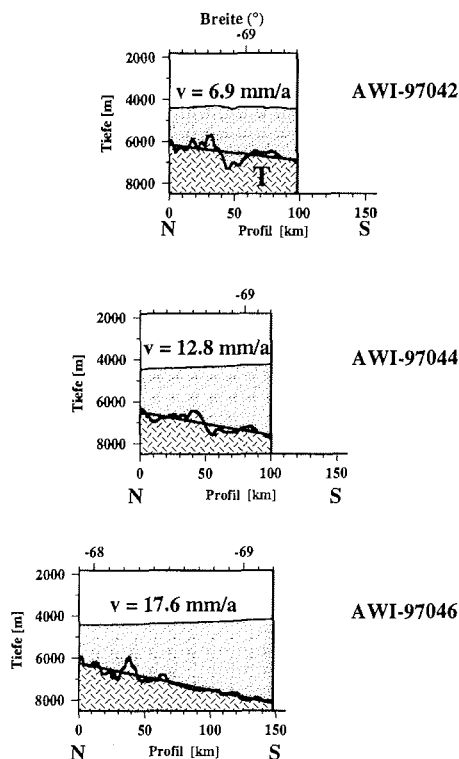 Breite (°)
-69
2000
v = 6.9 mm/a
AWI-97042
4000
Tiefe [m]
6000
T
8000
0 50 100 150
N Profil [km] S
-69
2000
v = 12.8 mm/a
AWI-97044
4000
Tiefe [m]
6000
8000
0 50 100 150
N Profil [km] S
-68 -69
2000
v = 17.6 mm/a
AWI-97046
4000
Tiefe [m]
6000
8000
0 50 100 150
N Profil [km] S